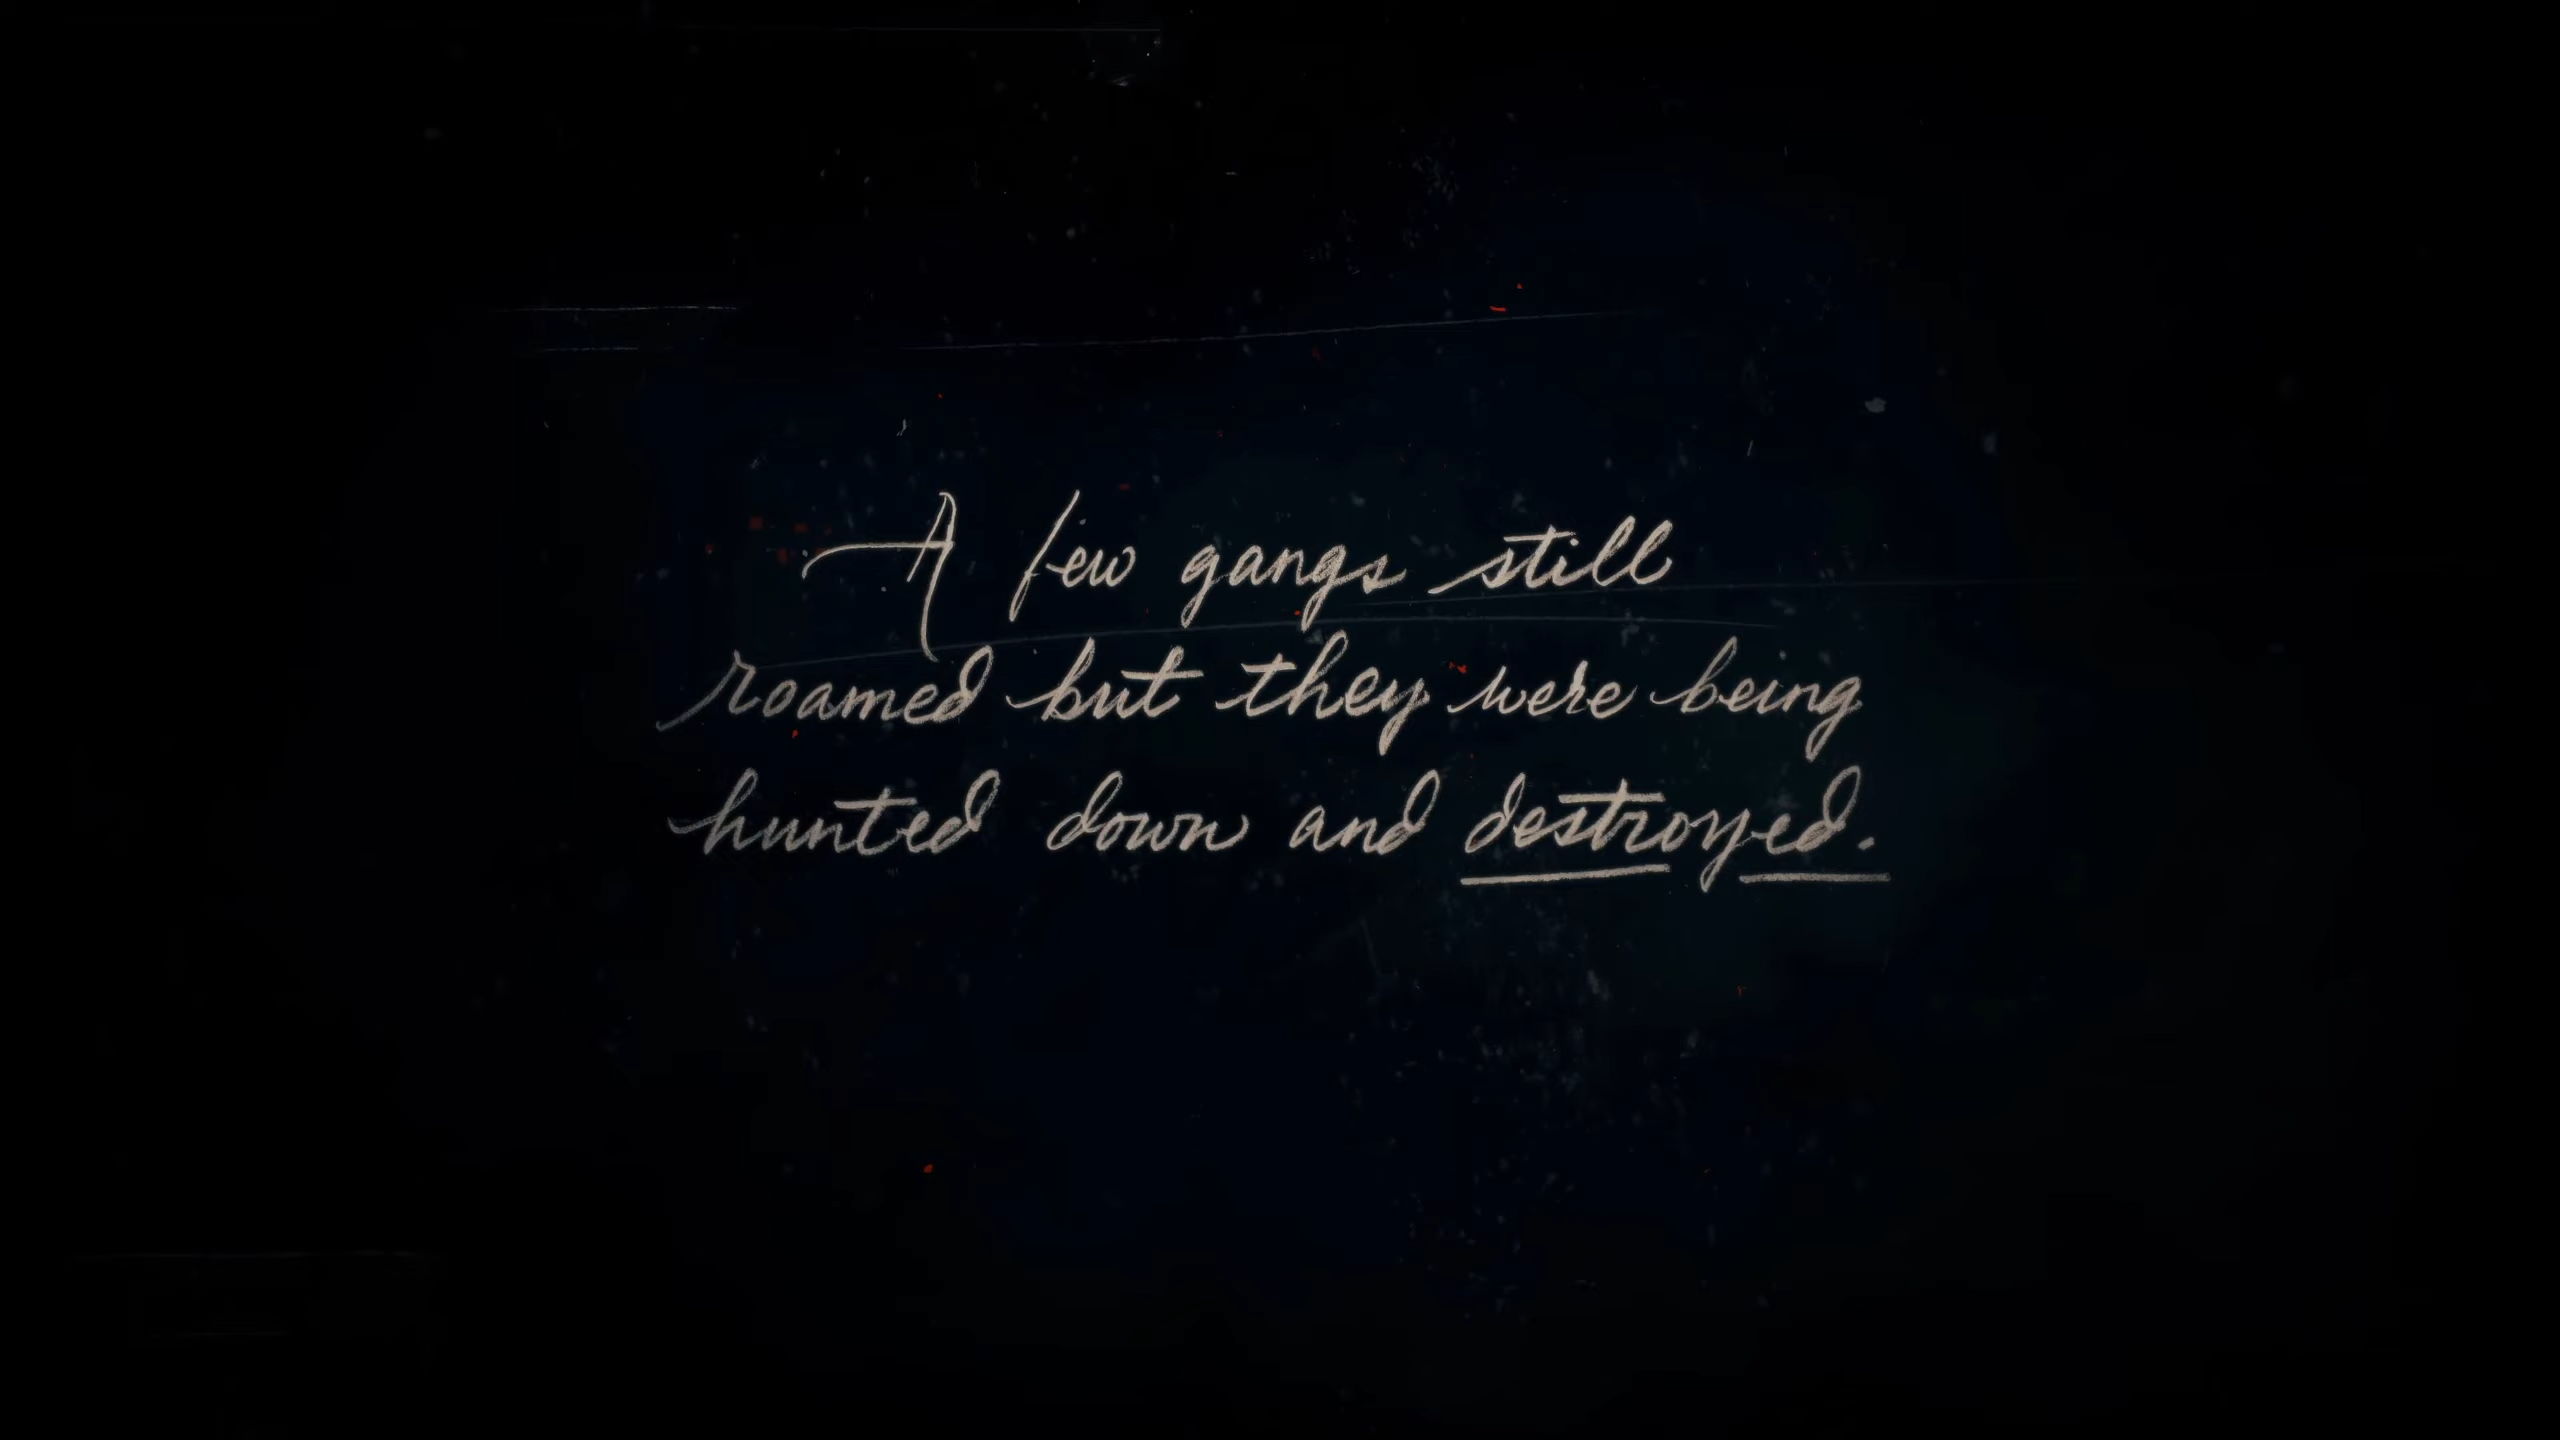 A few gangs still
roamed but they were being
hunted down and destroyed.